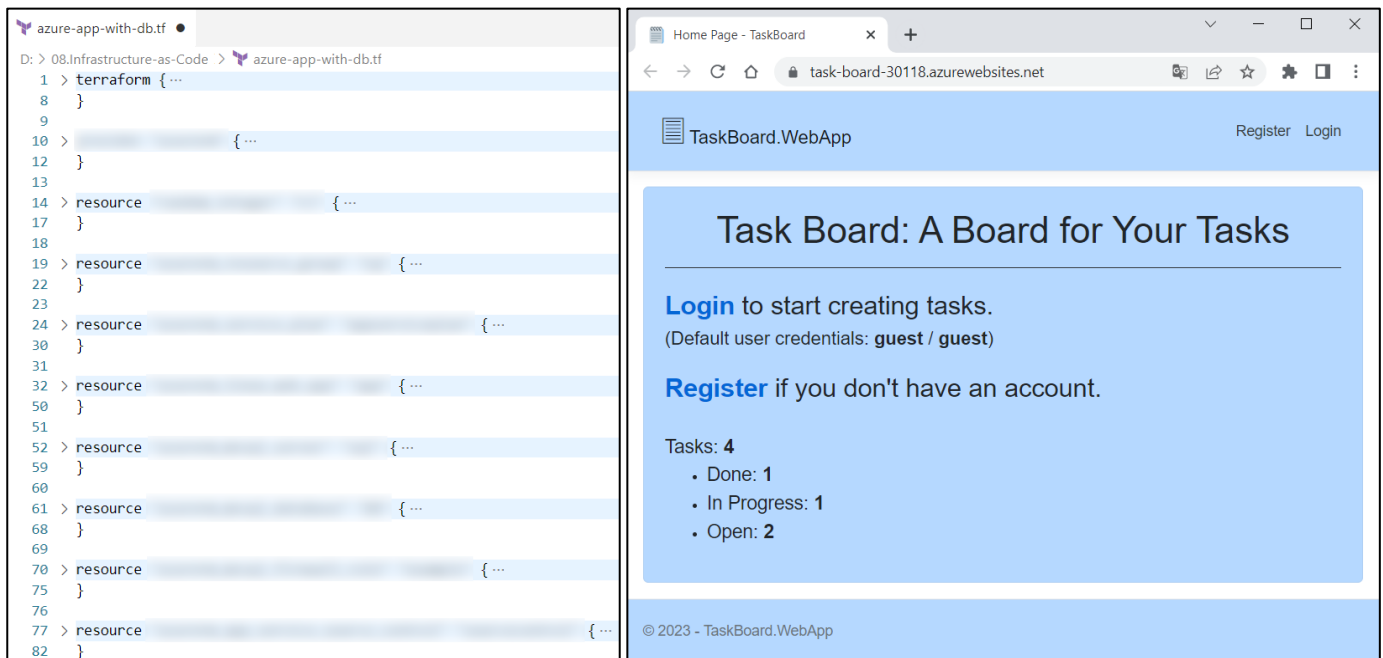 azure-app-with-db.tf ●
D: > 08.Infrastructure-as-Code > azure-app-with-db.tf
1 > terraform { ···
8 }
9
10 > { ···
12 }
13
14 > resource { ···
17 }
18
19 > resource { ···
22 }
23
24 > resource { ···
30 }
31
32 > resource { ···
50 }
51
52 > resource { ···
59 }
60
61 > resource { ···
68 }
69
70 > resource { ···
75 }
76
77 > resource { ···
82 }
Home Page - TaskBoard
task-board-30118.azurewebsites.net
TaskBoard.WebApp
Register Login
Task Board: A Board for Your Tasks
Login to start creating tasks.
(Default user credentials: guest / guest)
Register if you don't have an account.
Tasks: 4
• Done: 1
• In Progress: 1
• Open: 2
© 2023 - TaskBoard.WebApp